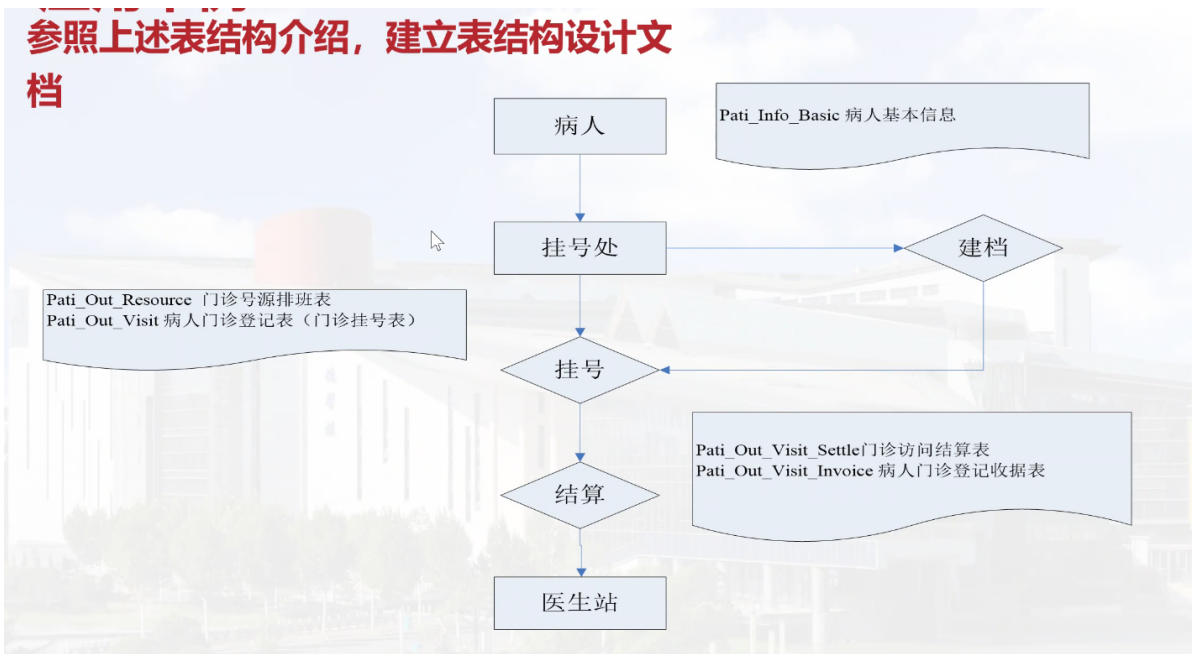 参照上述表结构介绍，建立表结构设计文
档
病人
Pati_Info_Basic 病人基本信息
挂号处
建档
Pati_Out_Resource 门诊号源排班表
Pati_Out_Visit 病人门诊登记表（门诊挂号表）
挂号
Pati_Out_Visit_Settle门诊访问结算表
Pati_Out_Visit_Invoice 病人门诊登记收据表
结算
医生站